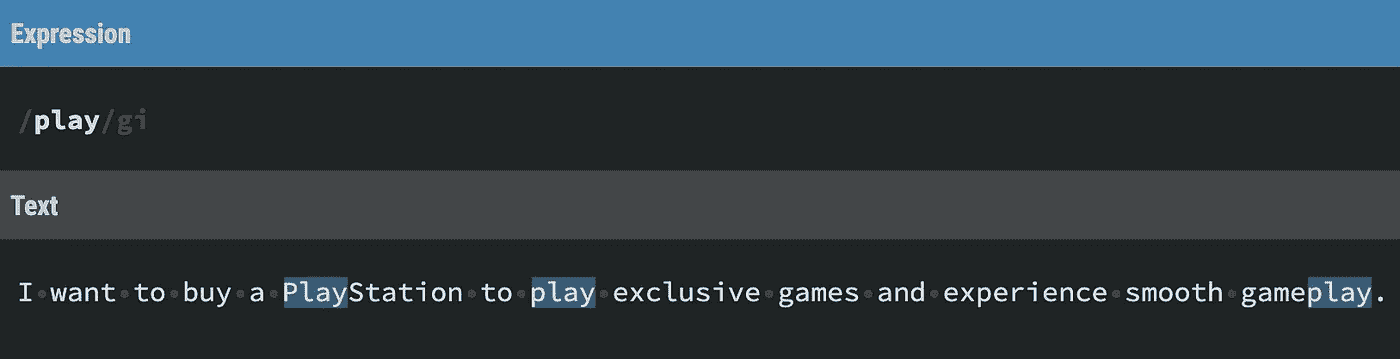 Expression
/play/gi
Text
I want to buy a PlayStation to play exclusive games and experience smooth gameplay.